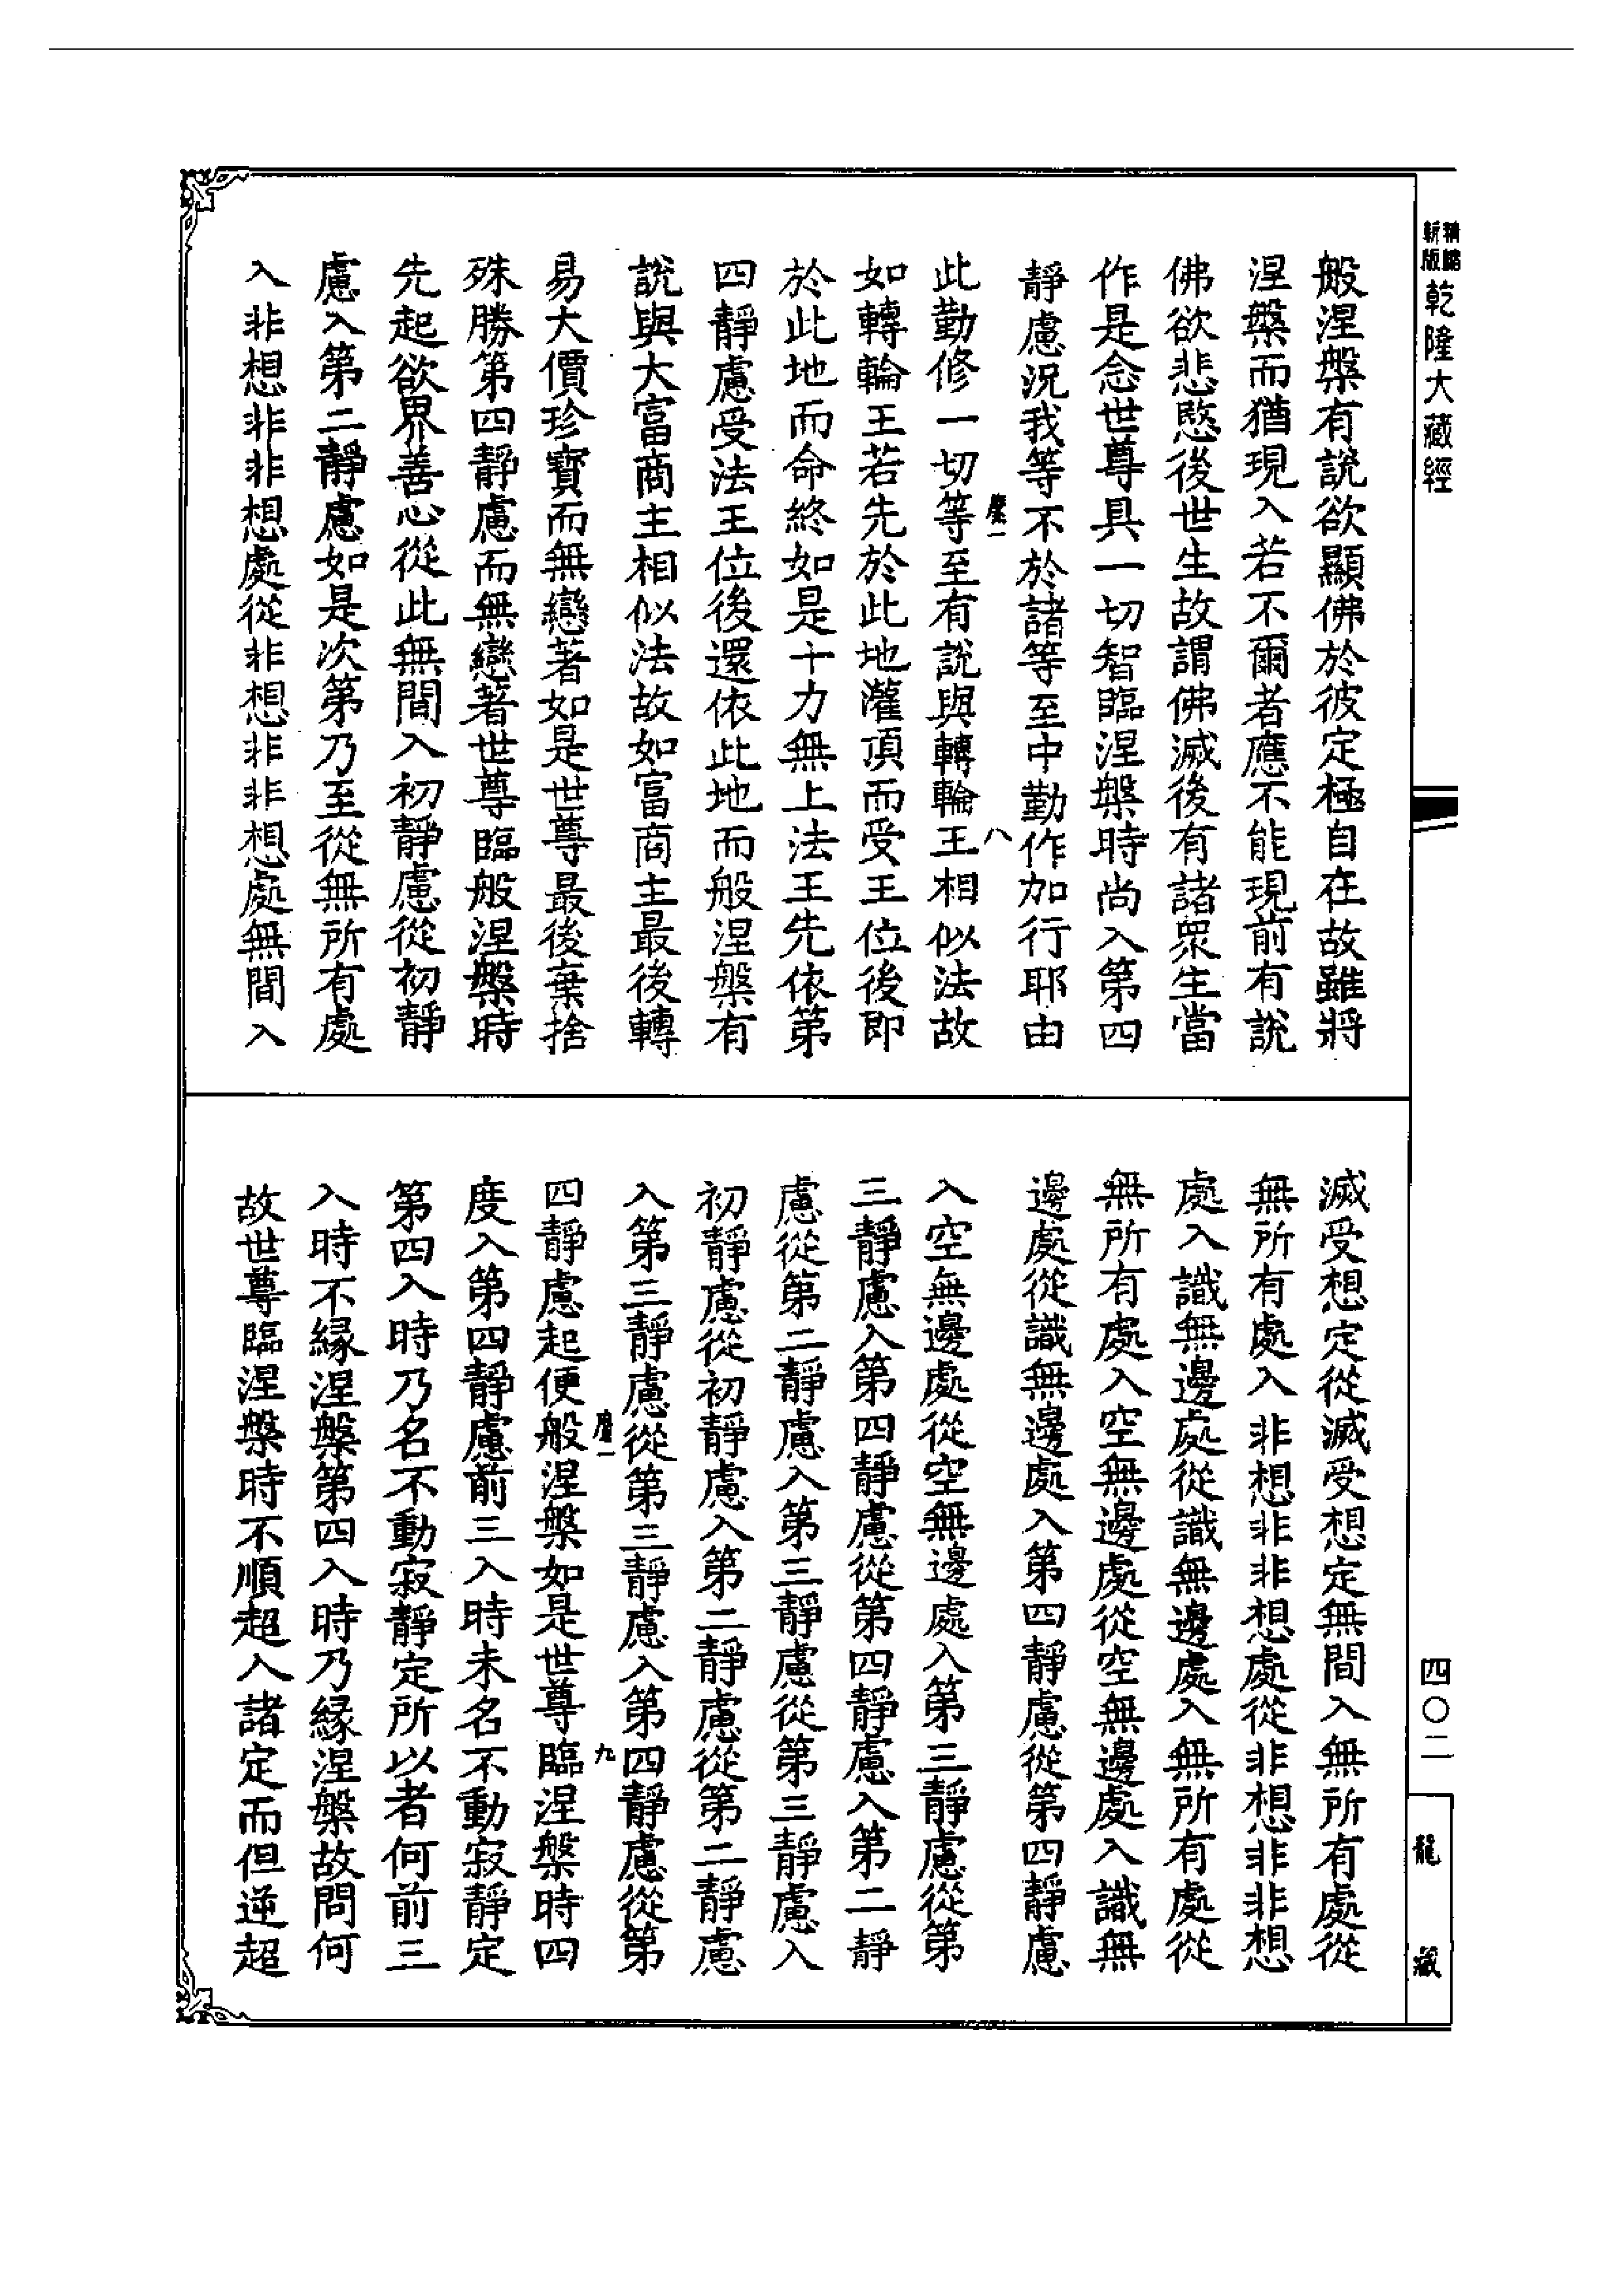 精縮
新版
乾隆大藏經
般涅槃有說欲顯佛於彼定極自在故雖將
涅槃而猶現入若不爾者應不能現前有說
佛欲悲愍後世生故謂佛滅後有諸眾生當
作是念世尊具一切智臨涅槃時尚入第四
靜慮況我等不於諸等至中勤作加行耶由
八
此勤修一切等至有說與轉輪王相似法故
如轉輪王若先於此地灌頂而受王位後即
於此地而命終如是十力無上法王先依第
四靜慮受法王位後還依此地而般涅槃有
說與大富商主相似法故如富商主最後轉
易大價珍寶而無戀著如是世尊最後棄捨
殊勝第四靜慮而無戀著世尊臨般涅槃時
先起欲界善心從此無間入初靜慮從初靜
慮入第二靜慮如是次第乃至從無所有處
入非想非非想處從非想非非想處無間入
滅受想定從滅受想定無間入無所有處從
無所有處入非想非非想處從非想非非想
處入識無邊處從識無邊處入無所有處從
無所有處入空無邊處從空無邊處入識無
邊處從識無邊處入第四靜慮從第四靜慮
入空無邊處從空無邊處入第三靜慮從第
三靜慮入第四靜慮從第四靜慮入第二靜
慮從第二靜慮入第三靜慮從第三靜慮入
初靜慮從初靜慮入第二靜慮從第二靜慮
入第三靜慮從第三靜慮入第四靜慮從第
九
四靜慮起便般涅槃如是世尊臨涅槃時四
度入第四靜慮前三入時未名不動寂靜定
第四入時乃名不動寂靜定所以者何前三
入時不緣涅槃第四入時乃緣涅槃故問何
故世尊臨涅槃時不順超入諸定而但逆超
四〇二
龍藏